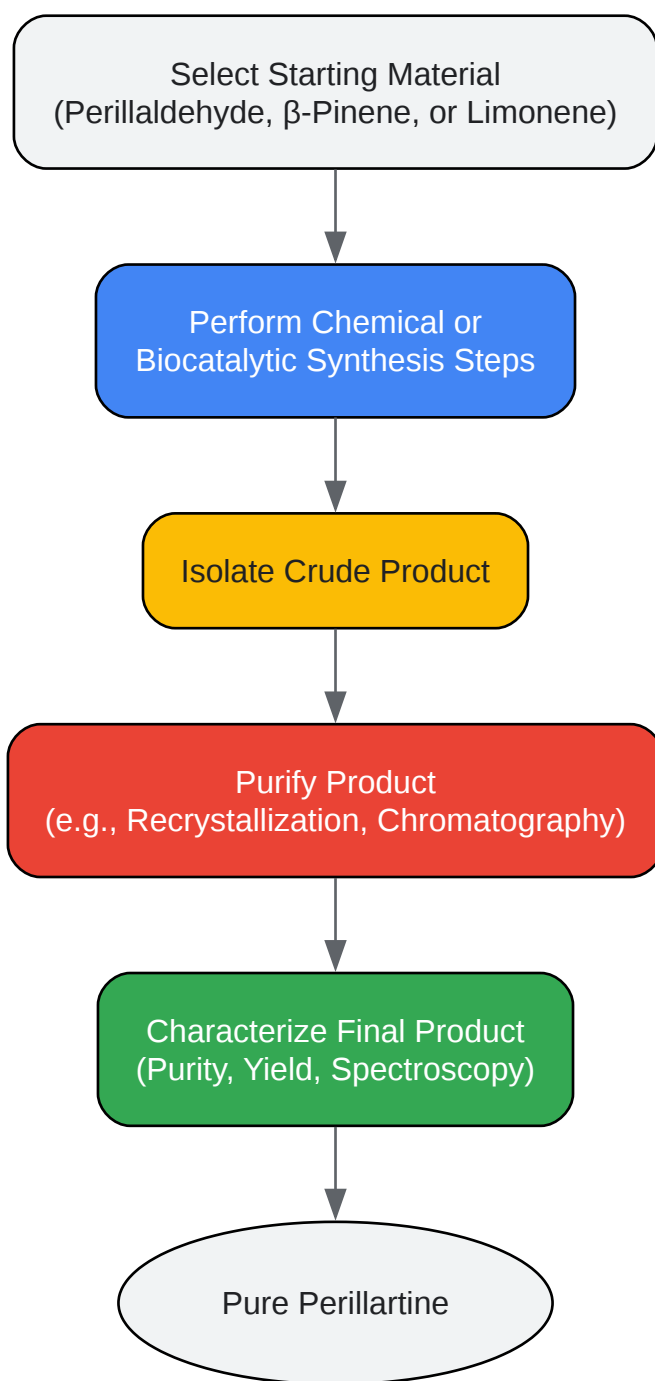 Select Starting Material
(Perillaldehyde, β-Pinene, or Limonene)
Perform Chemical or
Biocatalytic Synthesis Steps
Isolate Crude Product
Purify Product
(e.g., Recrystallization, Chromatography)
Characterize Final Product
(Purity, Yield, Spectroscopy)
Pure Perillartine